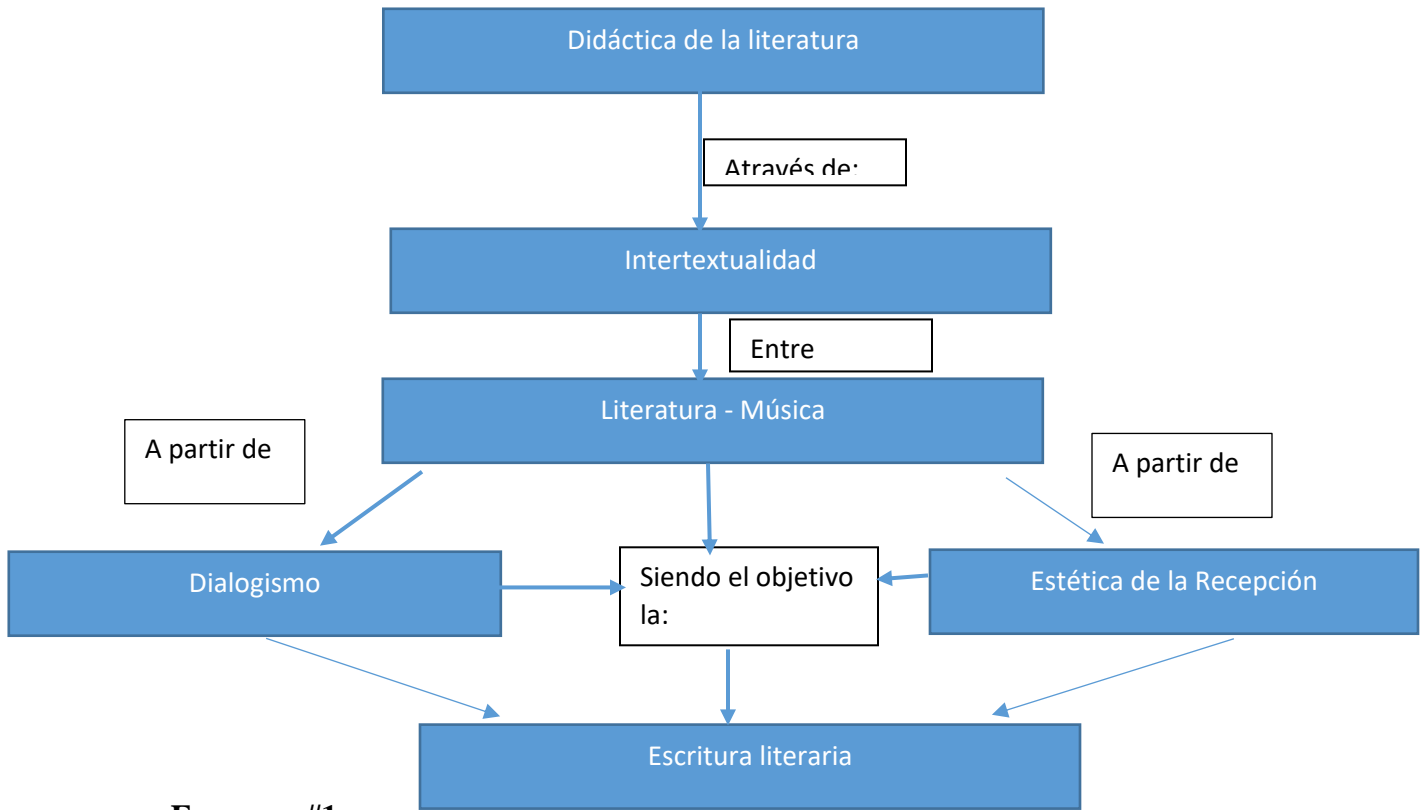 Didáctica de la literatura
Através de:
Intertextualidad
Entre
Literatura - Música
A partir de
A partir de
Dialogismo
Siendo el objetivo
la:
Estética de la Recepción
Escritura literaria
#1